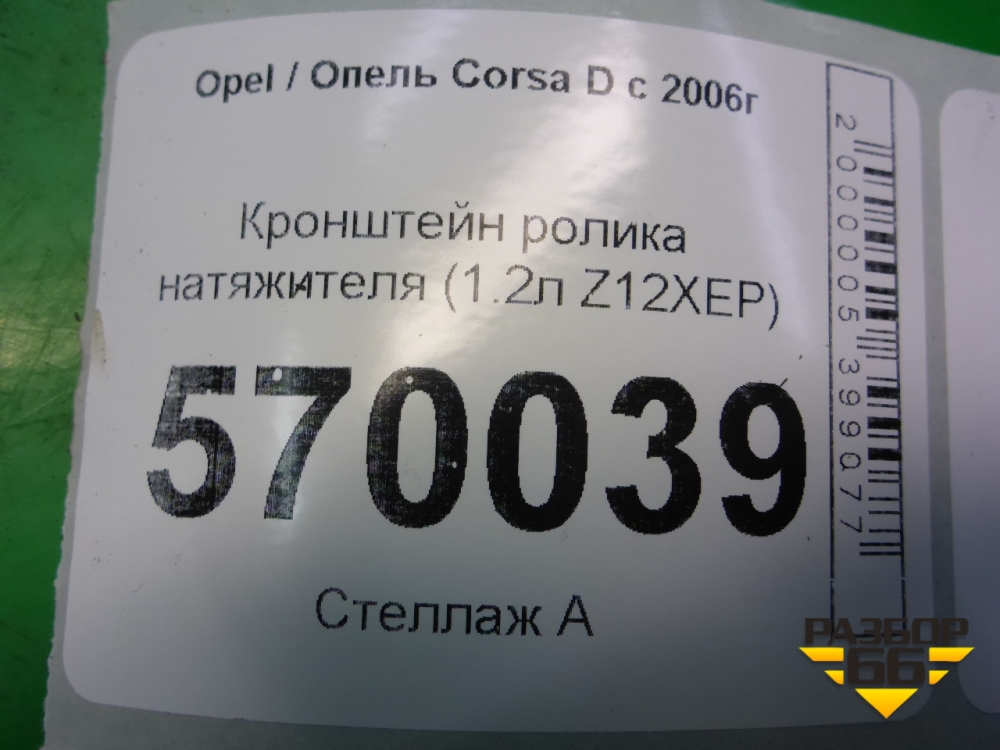 Opel / Опель Corsa D с 2006г
Кронштейн ролика
натяжителя (1.2л Z12XEP)
570039
Стеллаж А
2000005399077
РАЗБОР
66